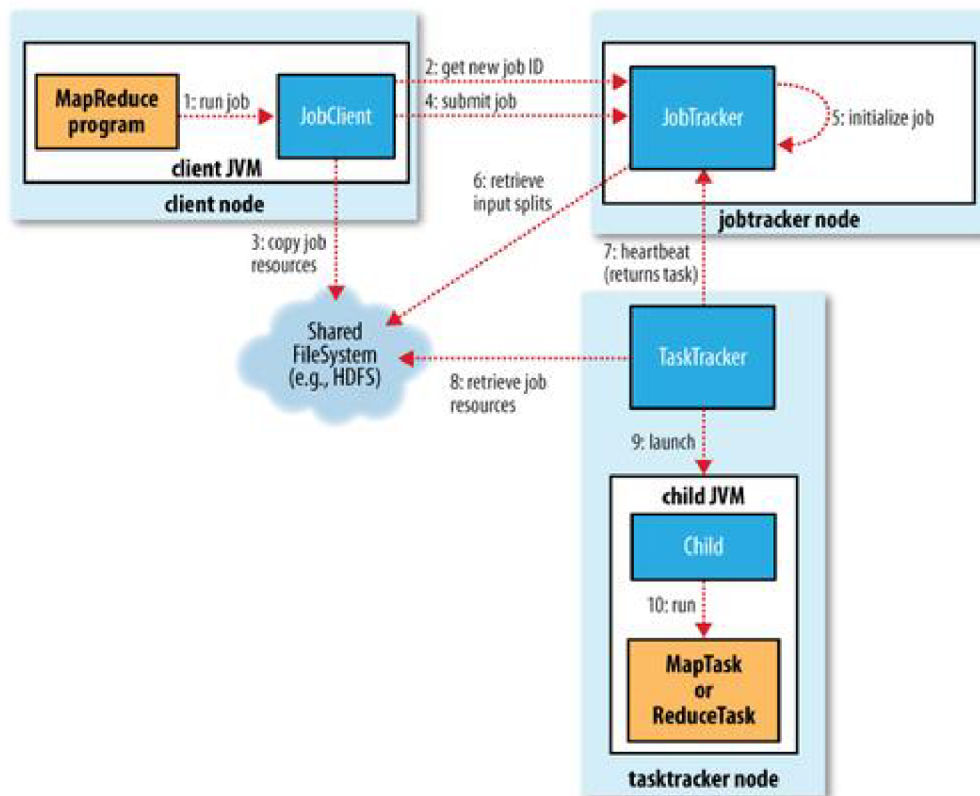 MapReduce
program
1: run job
JobClient
client JVM
client node
2: get new job ID
4: submit job
JobTracker
5: initialize job
jobtracker node
3: copy job
resources
6: retrieve
input splits
7: heartbeat
(returns task)
Shared
FileSystem
(e.g., HDFS)
8: retrieve job
resources
TaskTracker
9: launch
child JVM
Child
10: run
MapTask
or
ReduceTask
tasktracker node